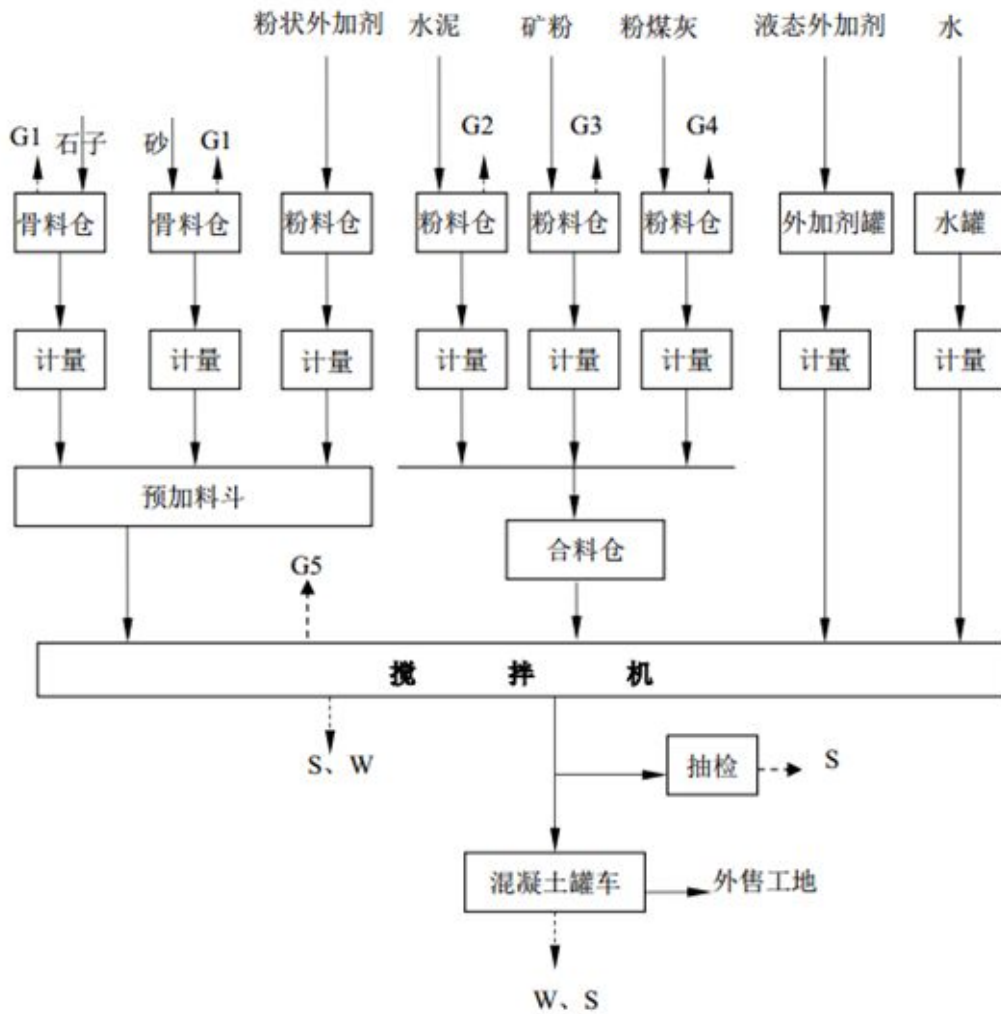 粉状外加剂 水泥 矿粉 粉煤灰 液态外加剂 水
G1 石子 砂 G1 G2 G3 G4
骨料仓 骨料仓 粉料仓 粉料仓 粉料仓 粉料仓 外加剂罐 水罐
计量 计量 计量 计量 计量 计量 计量 计量
预加料斗
合料仓
G5
搅拌机
S、W
抽检 S
混凝土罐车 外售工地
W、S